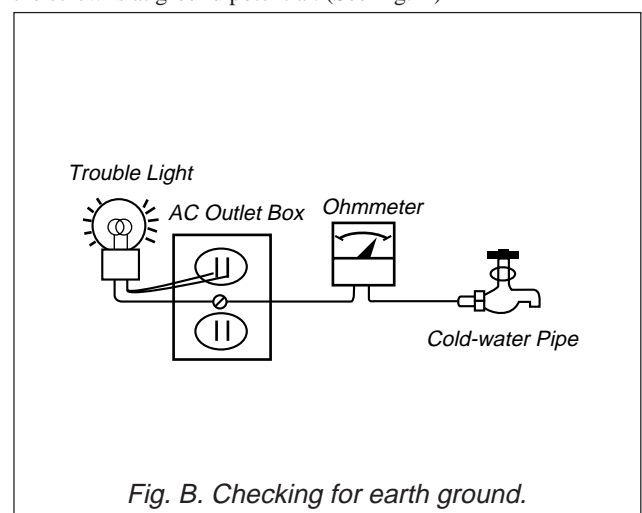 Trouble Light
AC Outlet Box
Ohmmeter
Cold-water Pipe
Fig. B. Checking for earth ground.